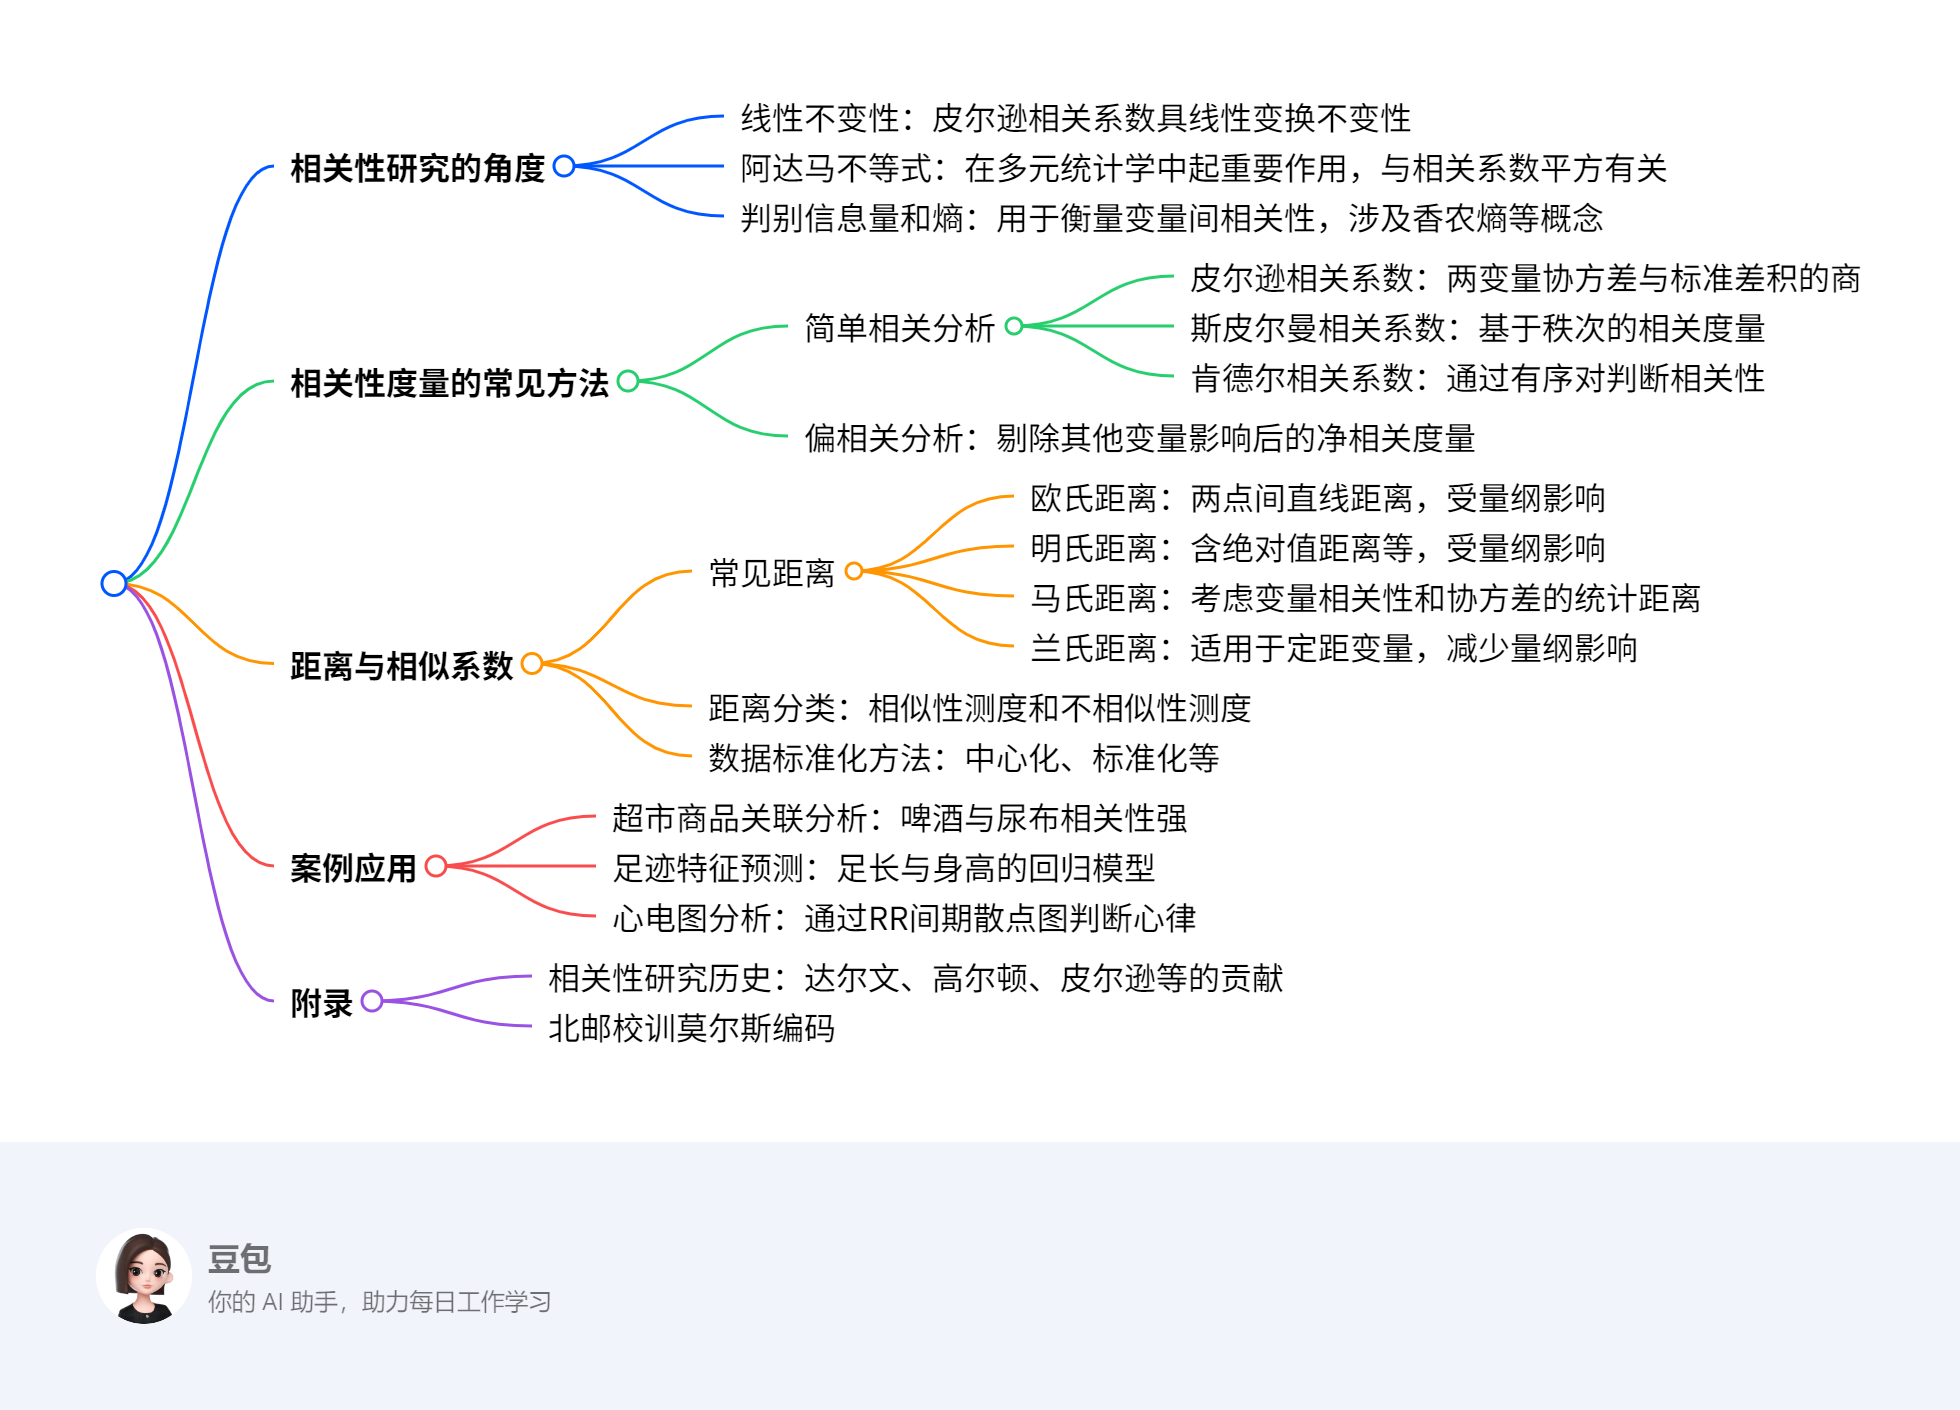 相关性研究的角度
线性不变性：皮尔逊相关系数具线性变换不变性
阿达马不等式：在多元统计学中起重要作用，与相关系数平方有关
判别信息量和熵：用于衡量变量间相关性，涉及香农熵等概念
相关性度量的常见方法
简单相关分析
皮尔逊相关系数：两变量协方差与标准差积的商
斯皮尔曼相关系数：基于秩次的相关度量
肯德尔相关系数：通过有序对判断相关性
偏相关分析：剔除其他变量影响后的净相关度量
距离与相似系数
常见距离
欧氏距离：两点间直线距离，受量纲影响
明氏距离：含绝对值距离等，受量纲影响
马氏距离：考虑变量相关性和协方差的统计距离
兰氏距离：适用于定距变量，减少量纲影响
距离分类：相似性测度和不相似性测度
数据标准化方法：中心化、标准化等
案例应用
超市商品关联分析：啤酒与尿布相关性强
足迹特征预测：足长与身高的回归模型
心电图分析：通过RR间期散点图判断心律
附录
相关性研究历史：达尔文、高尔顿、皮尔逊等的贡献
北邮校训莫尔斯编码
豆包
你的 AI 助手，助力每日工作学习